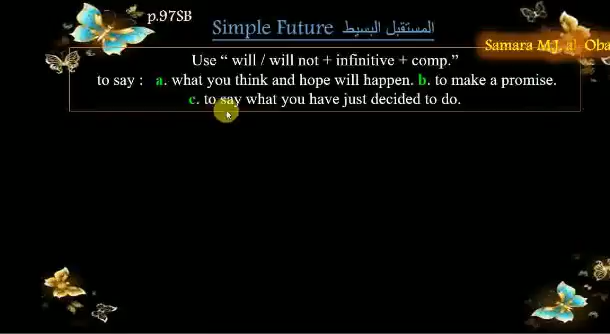 p.97SB
Simple Future المستقبل البسيط
Samara M.J. al Oba
Use “ will / will not + infinitive + comp.”
to say : a. what you think and hope will happen. b. to make a promise.
c. to say what you have just decided to do.